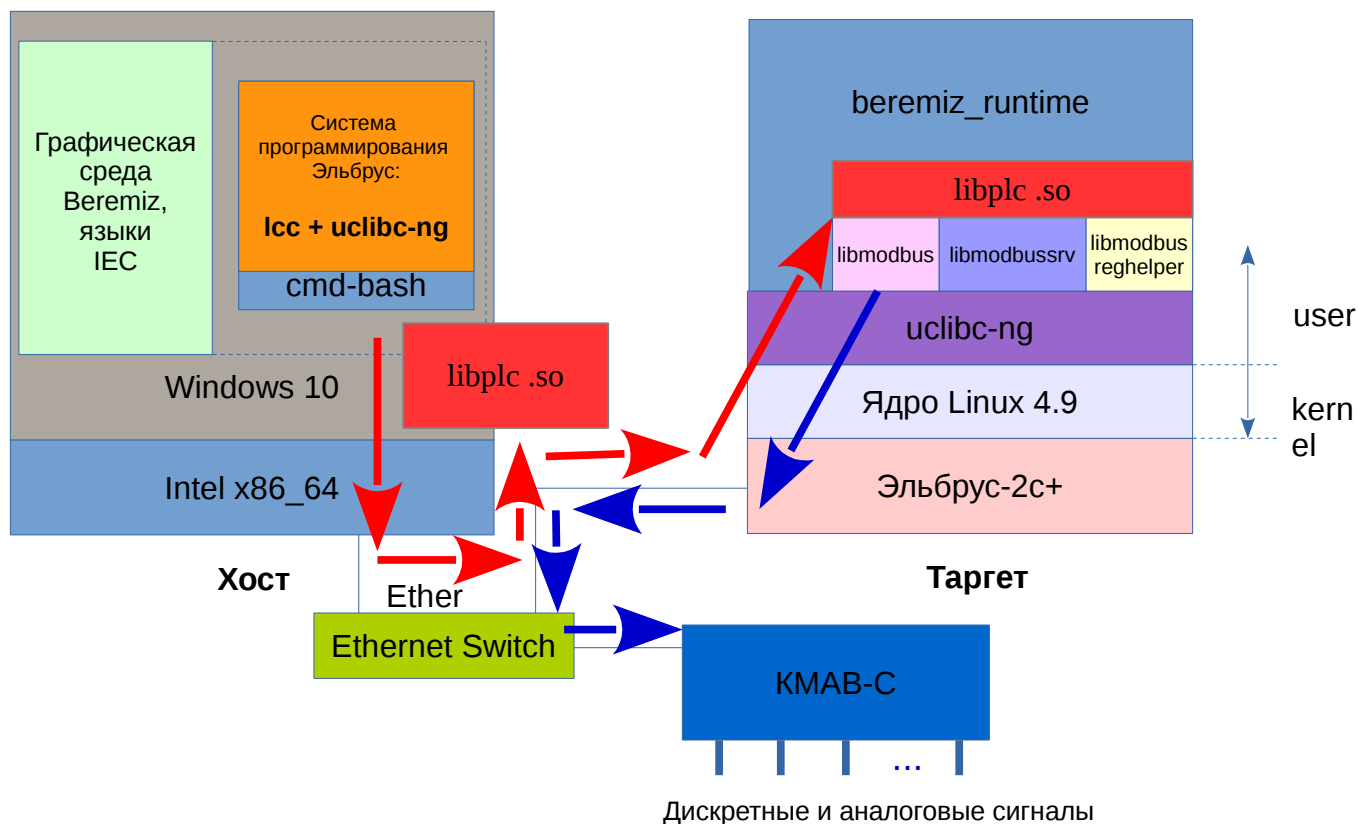 Графическая
среда
Beremiz,
языки
IEC
Система
программирования
Эльбрус:
lcc + uclibc-ng
cmd-bash
Windows 10
libplc .so
Intel x86_64
Хост
Ether
Ethernet Switch
beremiz_runtime
libplc .so
libmodbus
libmodbussrv
libmodbus
reghelper
uclibc-ng
Ядро Linux 4.9
Эльбрус-2c+
Таргет
user
kern
el
КМАВ-С
...
Дискретные и аналоговые сигналы